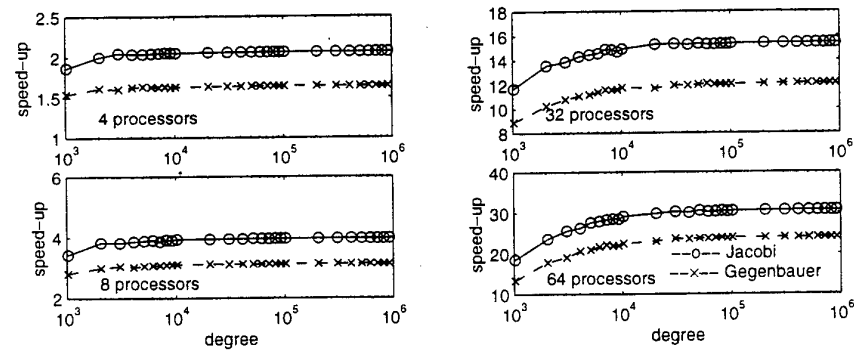 2.5
2
1.5
1
speed-up
4 processors
10^3
10^4
10^5
10^6
18
16
14
12
10
8
speed-up
32 processors
10^3
10^4
10^5
10^6
6
4
2
speed-up
8 processors
10^3
10^4
10^5
10^6
degree
40
30
20
10
speed-up
Jacobi
Gegenbauer
64 processors
10^3
10^4
10^5
10^6
degree